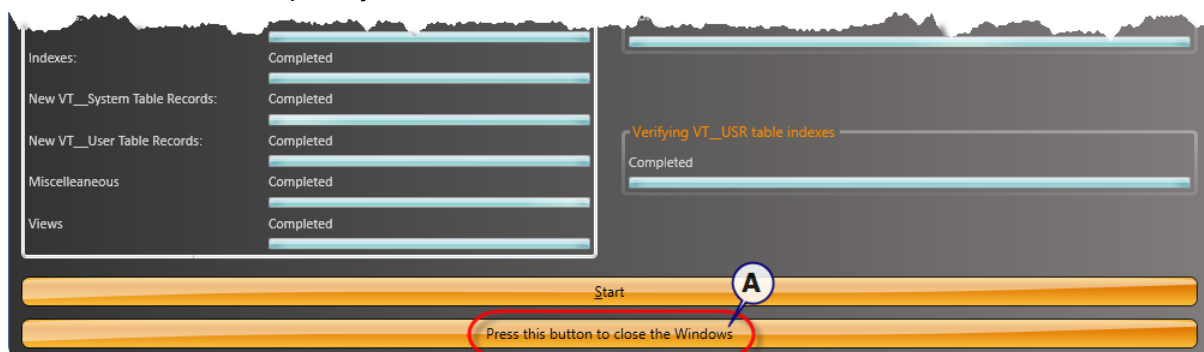 Indexes: Completed
New VT__System Table Records: Completed
New VT__User Table Records: Completed
Miscelleaneous Completed
Views Completed
Verifying VT__USR table indexes
Completed
Start
A
Press this button to close the Windows